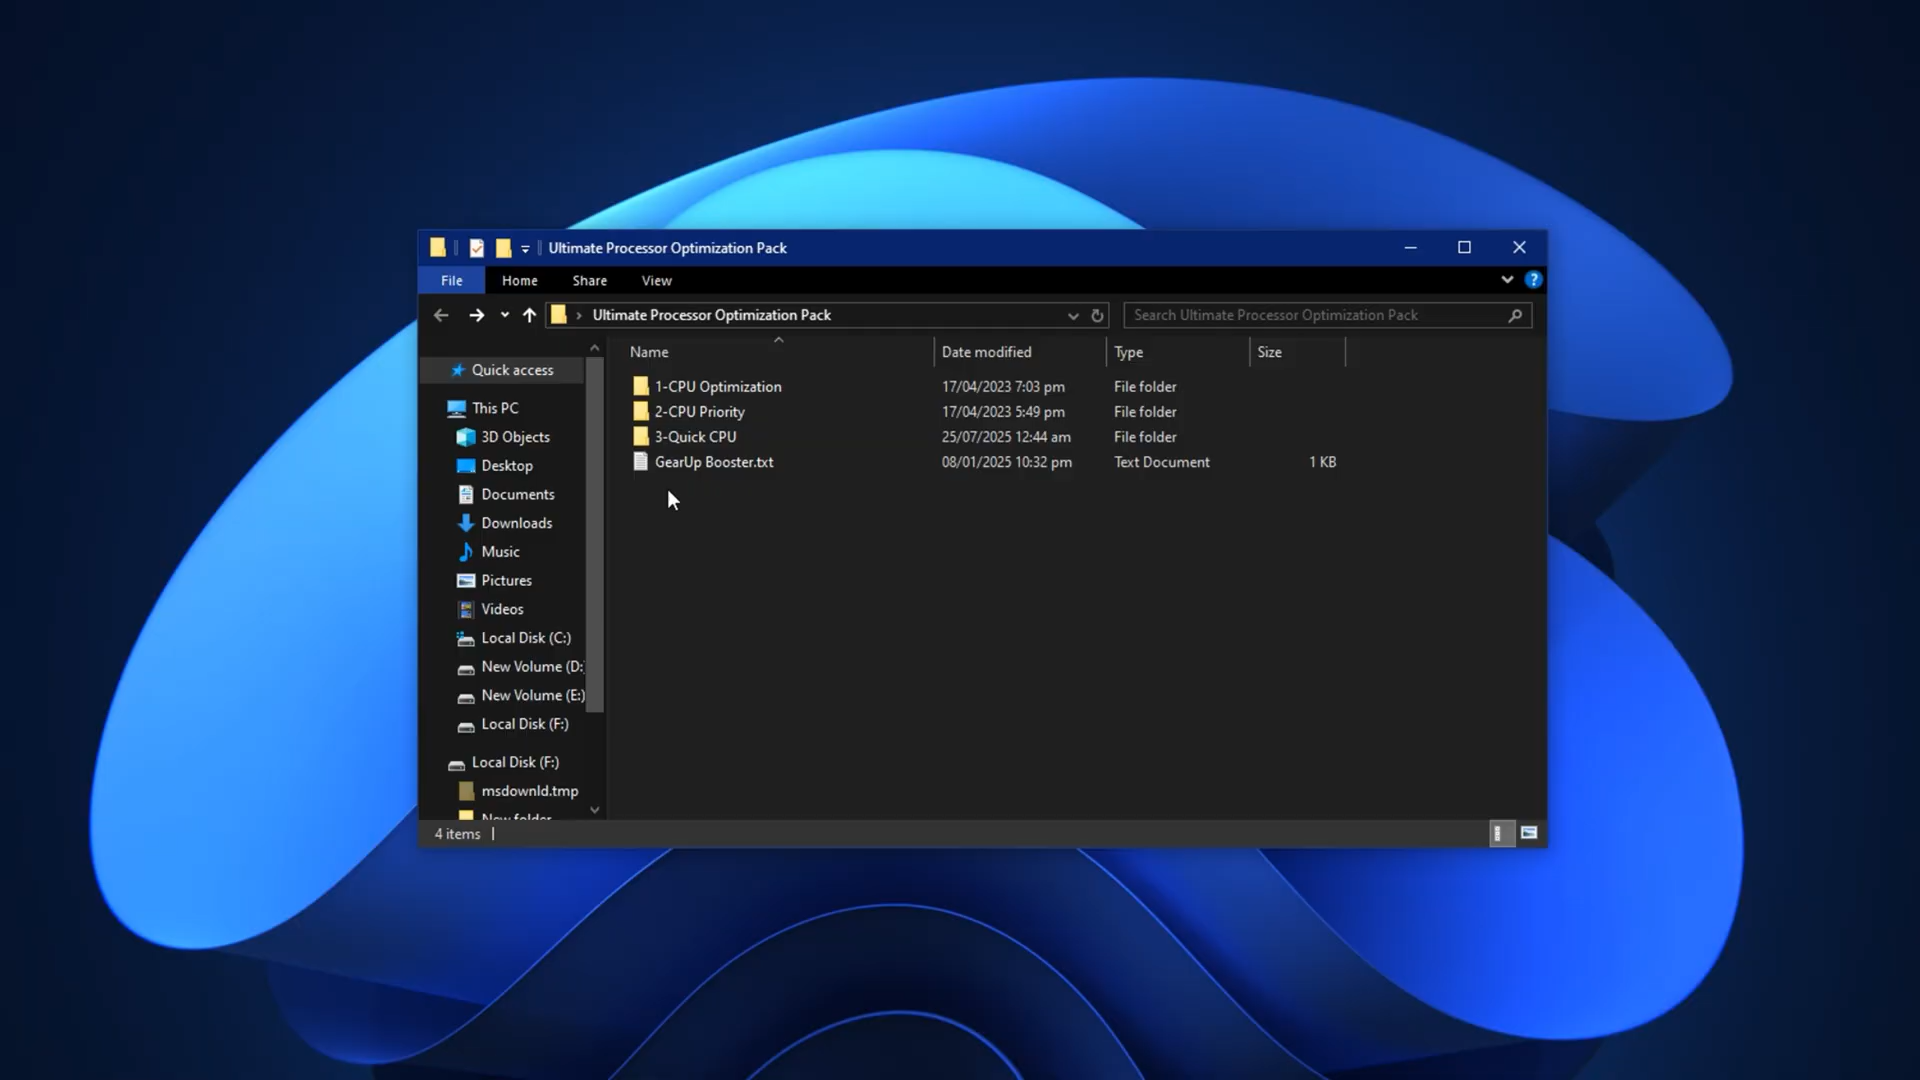 Ultimate Processor Optimization Pack
File Home Share View
Ultimate Processor Optimization Pack
Search Ultimate Processor Optimization Pack
Name Date modified Type Size
1-CPU Optimization 17/04/2023 7:03 pm File folder
2-CPU Priority 17/04/2023 5:49 pm File folder
3-Quick CPU 25/07/2025 12:44 am File folder
GearUp Booster.txt 08/01/2025 10:32 pm Text Document 1 KB
Quick access
This PC
3D Objects
Desktop
Documents
Downloads
Music
Pictures
Videos
Local Disk (C:)
New Volume (D:
New Volume (E:)
Local Disk (F:)
Local Disk (F:)
msdownld.tmp
New folder
4 items